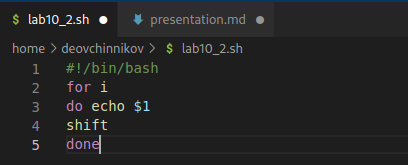 $ lab10_2.sh ● presentation.md ●
home > deovchinnikov > $ lab10_2.sh
1 #!/bin/bash
2 for i
3 do echo $1
4 shift
5 done